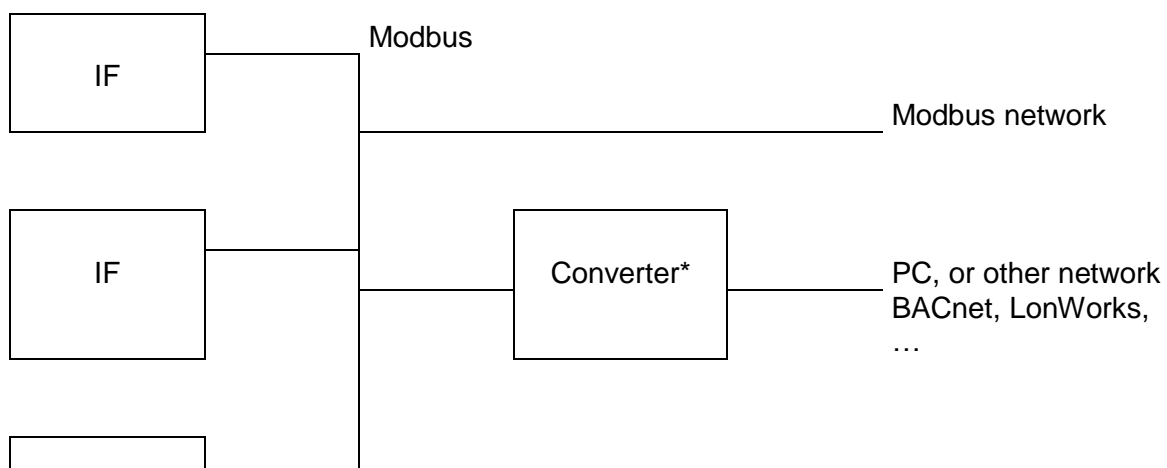 Modbus
IF
Modbus network
IF
Converter*
PC, or other network
BACnet, LonWorks,
…